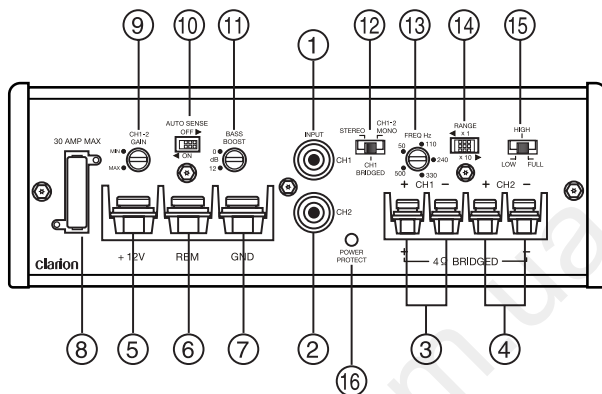 9 10 11 1 12 13 14 15
AUTO SENSE
OFF ▶
◀ ON
30 AMP MAX
CH1-2
GAIN
MIN
MAX
BASS
BOOST
0
dB
12
INPUT
CH1
CH2
STEREO
CH1-2
MONO
CH1
BRIDGED
FREQ Hz
50
110
240
330
500
RANGE
◀ x 1
x 10 ▶
HIGH
LOW FULL
+ CH1 − + CH2 −
+ 4Ω BRIDGED −
POWER
PROTECT
clarion
+ 12V REM GND
8 5 6 7 2 16 3 4
m.ua